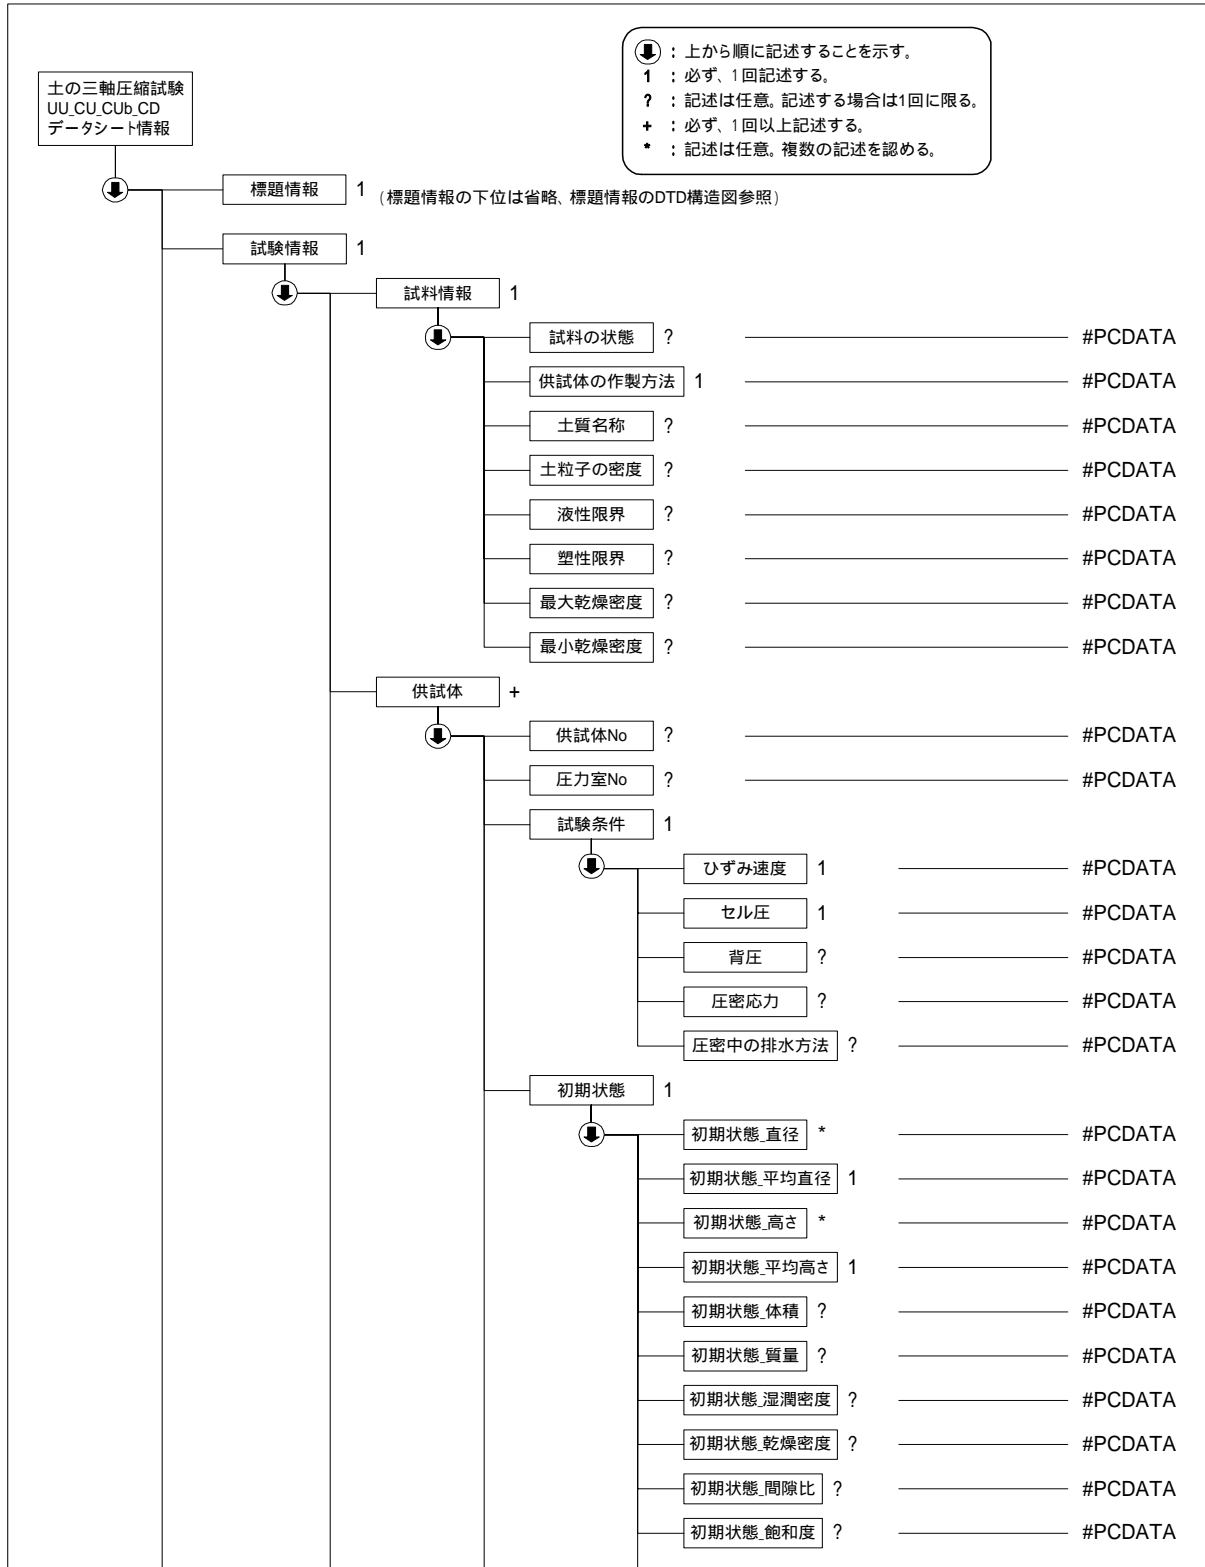 ：上から順に記述することを示す。
1 ：必ず、1回記述する。
? ：記述は任意。記述する場合は1回に限る。
+ ：必ず、1回以上記述する。
* ：記述は任意。複数の記述を認める。
土の三軸圧縮試験
UU_CU_CUb_CD
データシート情報
標題情報 1 （標題情報の下位は省略、標題情報のDTD構造図参照）
試験情報 1
試料情報 1
試料の状態 ? #PCDATA
供試体の作製方法 1 #PCDATA
土質名称 ? #PCDATA
土粒子の密度 ? #PCDATA
液性限界 ? #PCDATA
塑性限界 ? #PCDATA
最大乾燥密度 ? #PCDATA
最小乾燥密度 ? #PCDATA
供試体 +
供試体No ? #PCDATA
圧力室No ? #PCDATA
試験条件 1
ひずみ速度 1 #PCDATA
セル圧 1 #PCDATA
背圧 ? #PCDATA
圧密応力 ? #PCDATA
圧密中の排水方法 ? #PCDATA
初期状態 1
初期状態_直径 * #PCDATA
初期状態_平均直径 1 #PCDATA
初期状態_高さ * #PCDATA
初期状態_平均高さ 1 #PCDATA
初期状態_体積 ? #PCDATA
初期状態_質量 ? #PCDATA
初期状態_湿潤密度 ? #PCDATA
初期状態_乾燥密度 ? #PCDATA
初期状態_間隙比 ? #PCDATA
初期状態_飽和度 ? #PCDATA